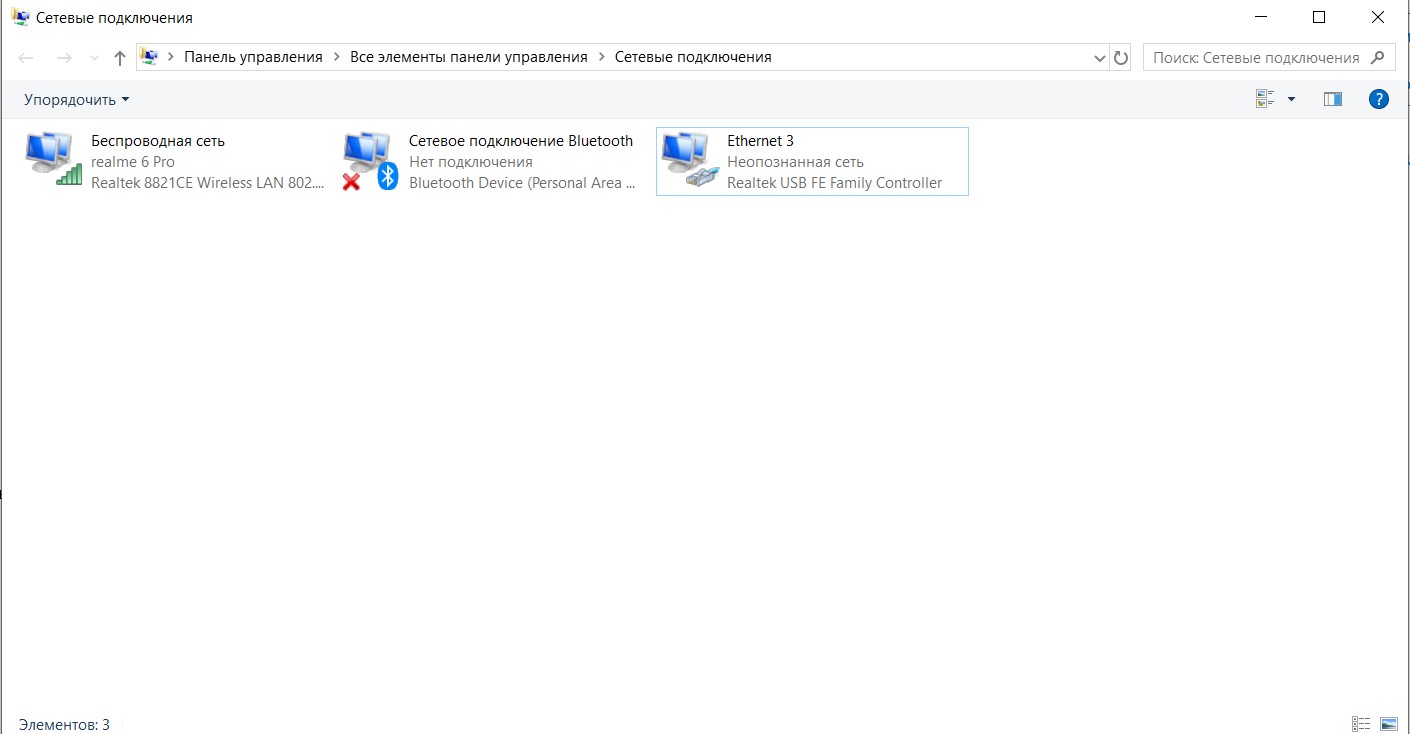 Сетевые подключения
Панель управления > Все элементы панели управления > Сетевые подключения
Поиск: Сетевые подключения
Упорядочить
Беспроводная сеть
realme 6 Pro
Realtek 8821CE Wireless LAN 802....
Сетевое подключение Bluetooth
Нет подключения
Bluetooth Device (Personal Area ...
Ethernet 3
Неопознанная сеть
Realtek USB FE Family Controller
Элементов: 3